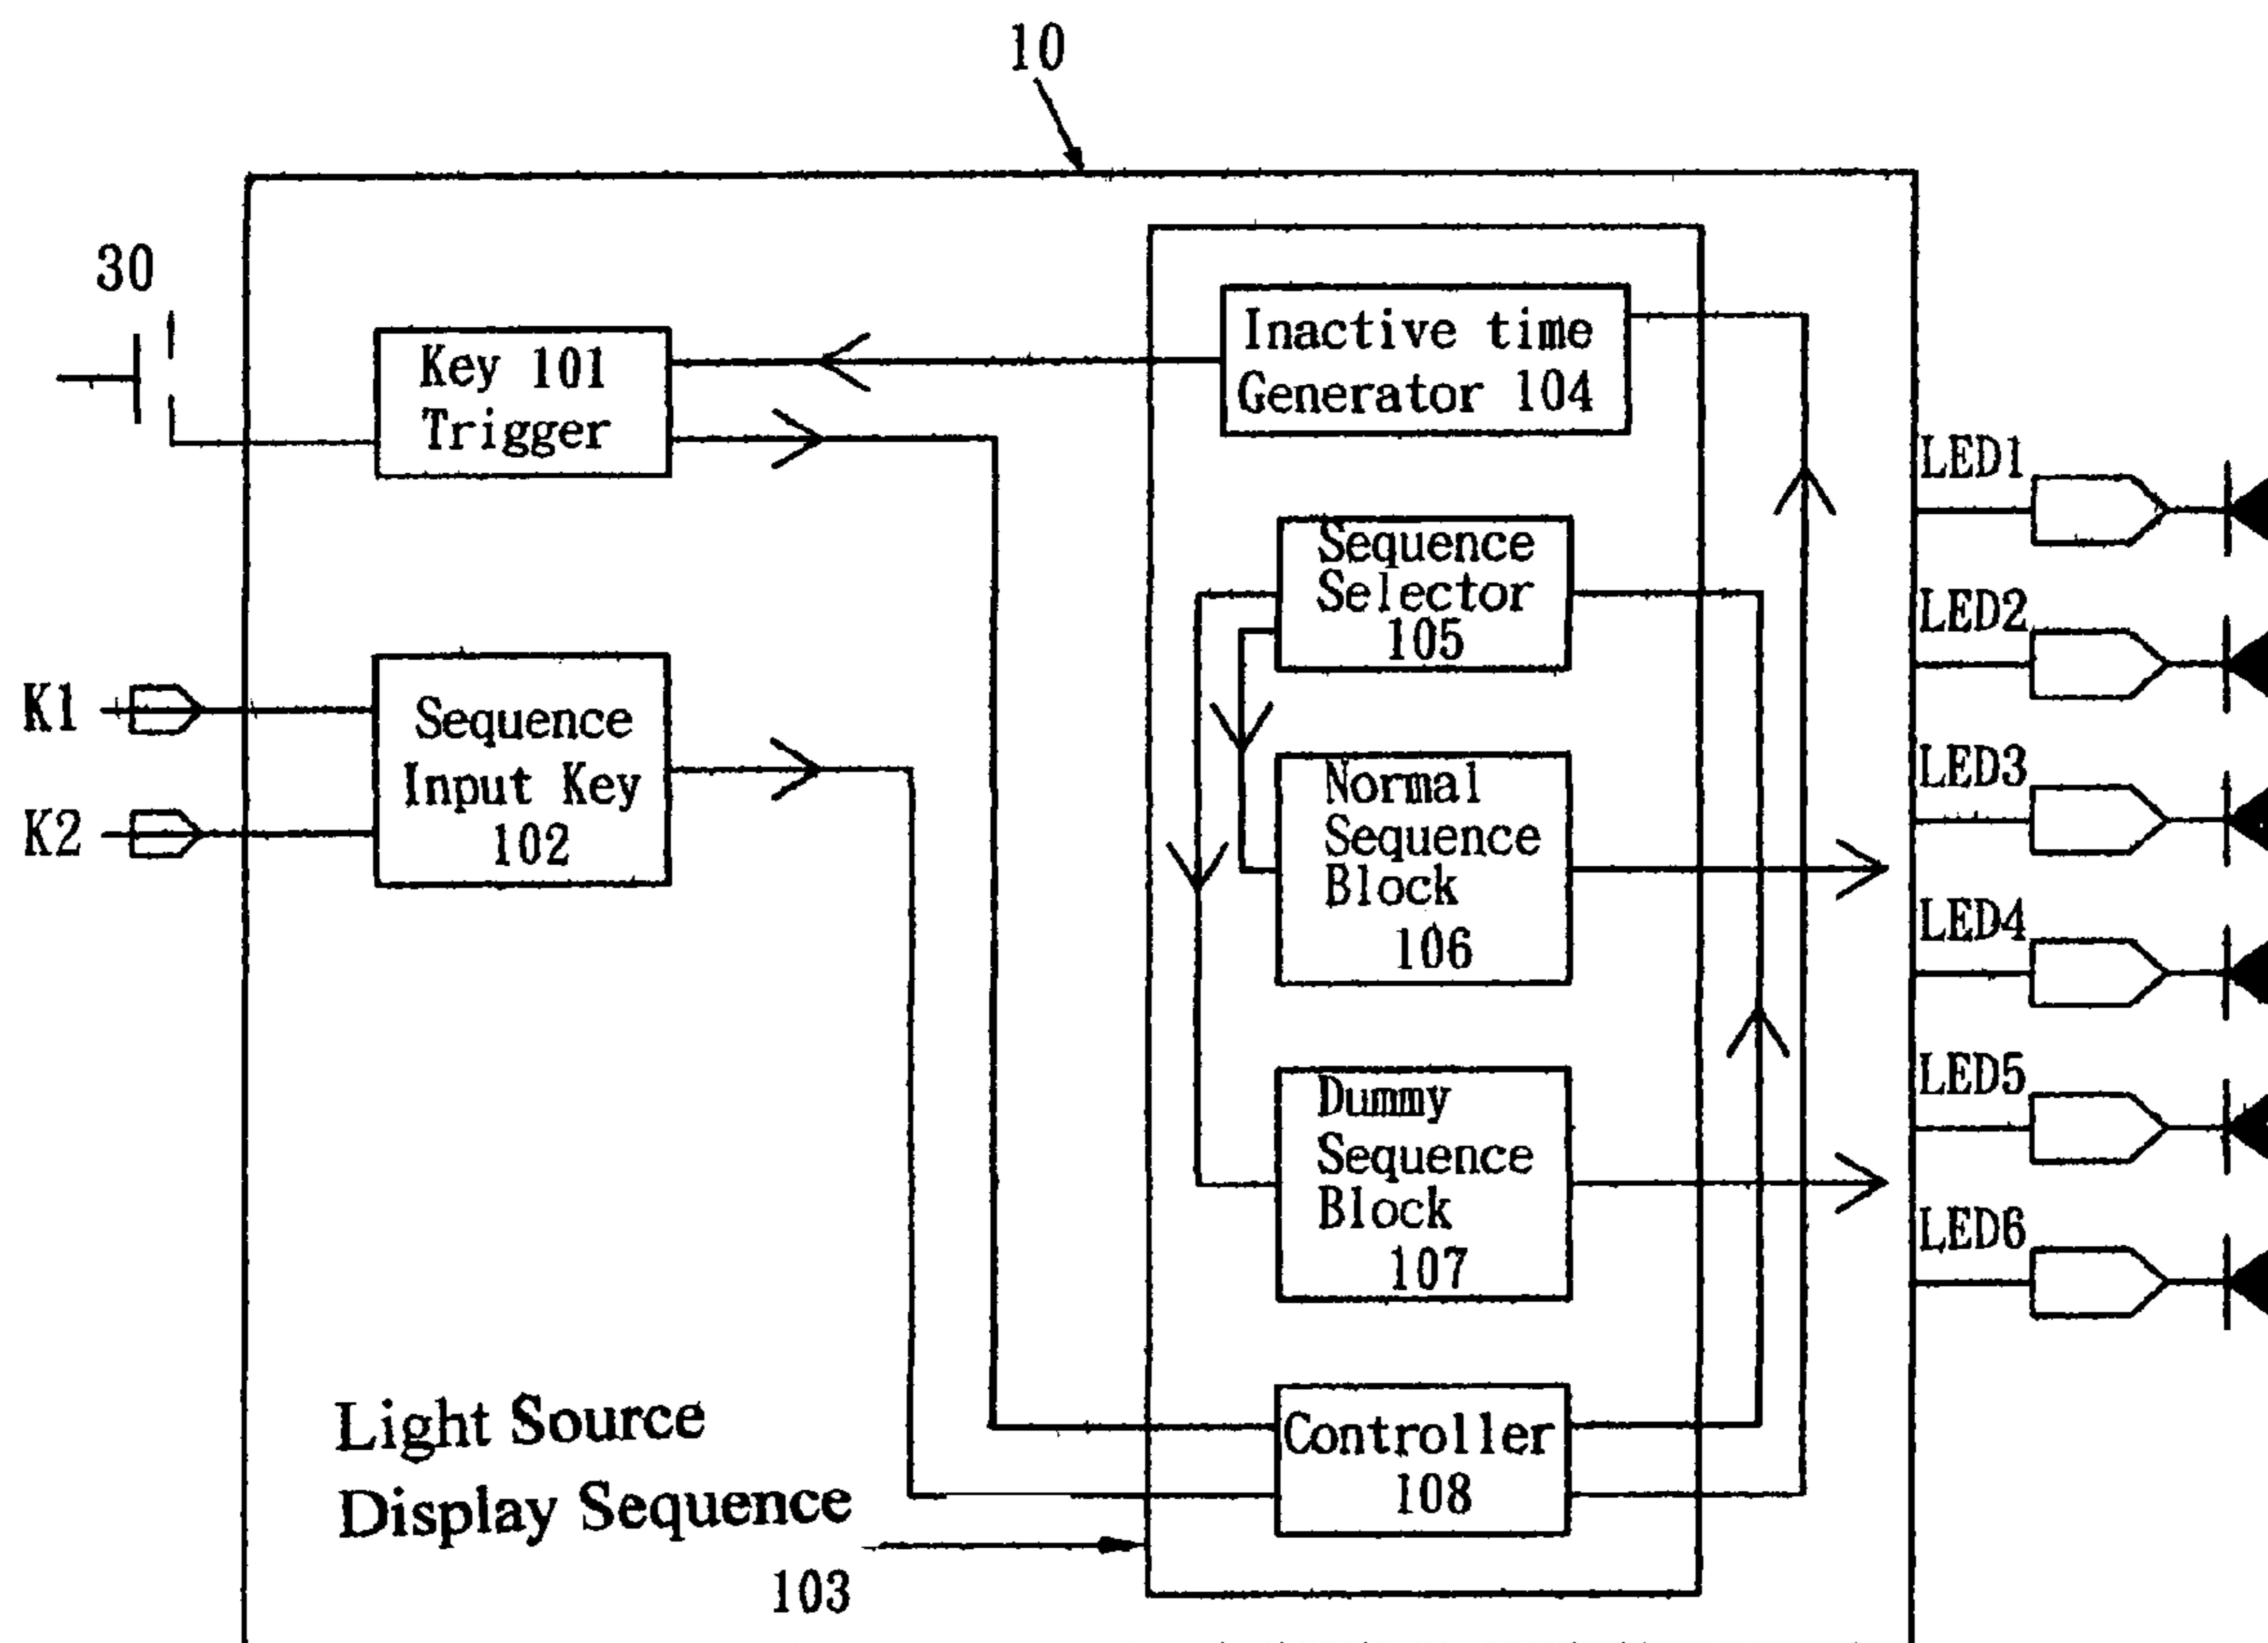 10
30
Key 101
Trigger
Inactive time
Generator 104
Sequence
Selector
105
K1
K2
Sequence
Input Key
102
Normal
Sequence
Block
106
Dummy
Sequence
Block
107
Controller
108
Light Source
Display Sequence
103
LED1
LED2
LED3
LED4
LED5
LED6